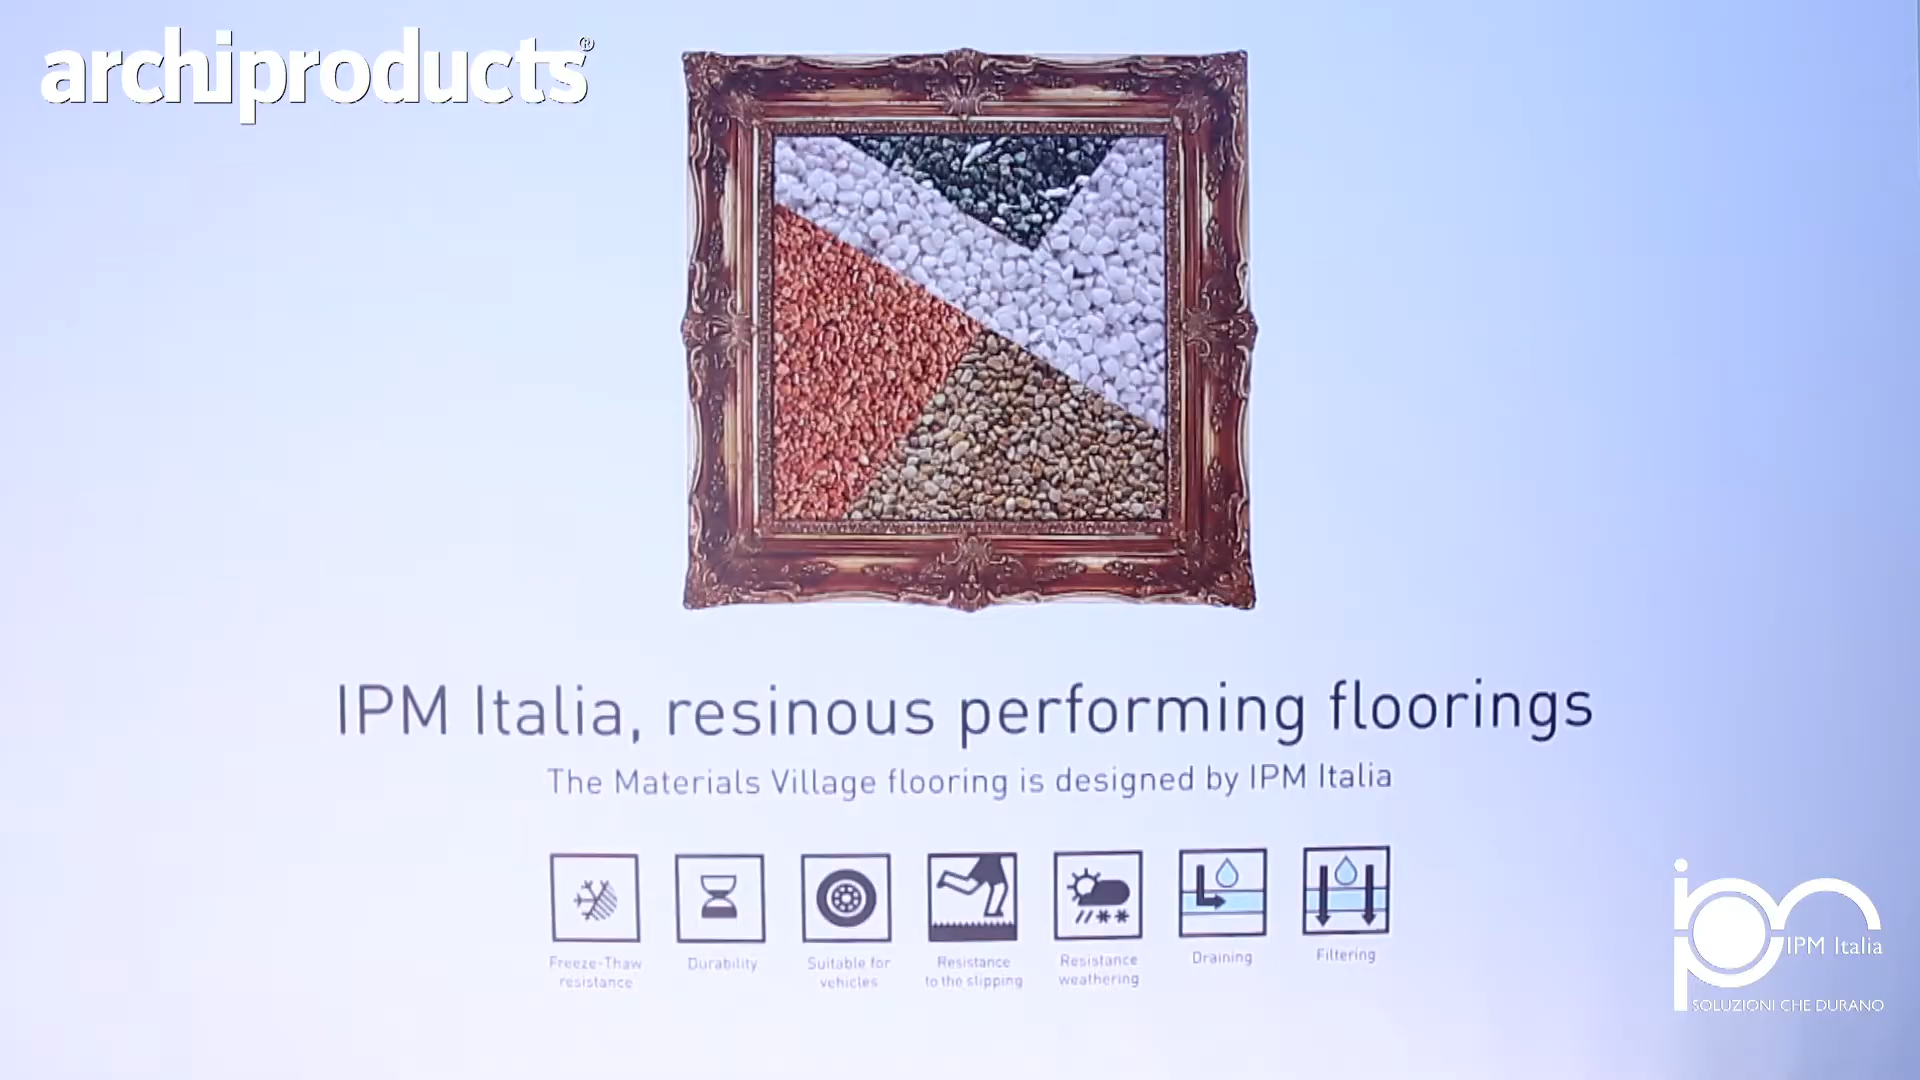 archiproducts®
IPM Italia, resinous performing floorings
The Materials Village flooring is designed by IPM Italia
Freeze-Thaw
resistance
Durability
Suitable for
vehicles
Resistance
to the slipping
Resistance
weathering
Draining
Filtering
ipm
IPM Italia
SOLUZIONI CHE DURANO